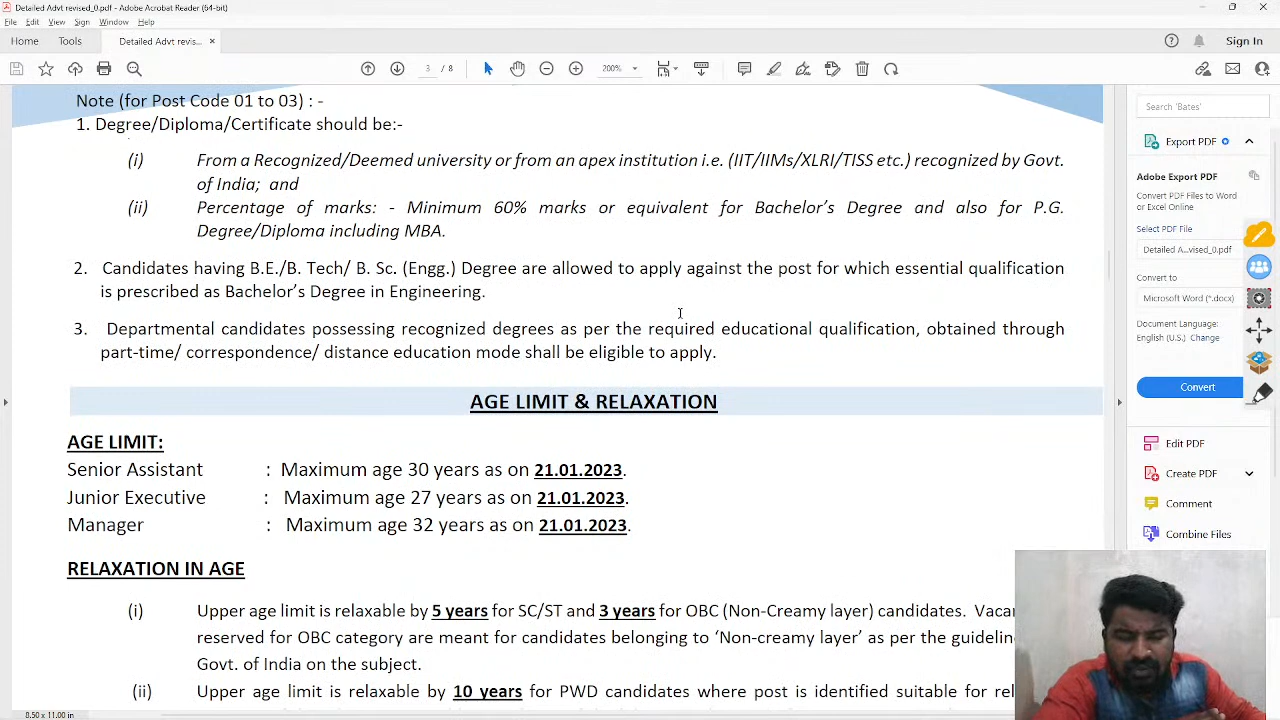 Detailed Advt revised_0.pdf - Adobe Acrobat Reader (64-bit)
File Edit View Sign Window Help
Home Tools Detailed Advt revis... × Sign In
3 / 8 200%
Note (for Post Code 01 to 03) : -
1. Degree/Diploma/Certificate should be:-
(i) From a Recognized/Deemed university or from an apex institution i.e. (IIT/IIMs/XLRI/TISS etc.) recognized by Govt.
of India; and
(ii) Percentage of marks: - Minimum 60% marks or equivalent for Bachelor's Degree and also for P.G.
Degree/Diploma including MBA.
2. Candidates having B.E./B. Tech/ B. Sc. (Engg.) Degree are allowed to apply against the post for which essential qualification
is prescribed as Bachelor's Degree in Engineering.
3. Departmental candidates possessing recognized degrees as per the required educational qualification, obtained through
part-time/ correspondence/ distance education mode shall be eligible to apply.
AGE LIMIT & RELAXATION
AGE LIMIT:
Senior Assistant : Maximum age 30 years as on 21.01.2023.
Junior Executive : Maximum age 27 years as on 21.01.2023.
Manager : Maximum age 32 years as on 21.01.2023.
RELAXATION IN AGE
(i) Upper age limit is relaxable by 5 years for SC/ST and 3 years for OBC (Non-Creamy layer) candidates. Vaca
reserved for OBC category are meant for candidates belonging to 'Non-creamy layer' as per the guidelin
Govt. of India on the subject.
(ii) Upper age limit is relaxable by 10 years for PWD candidates where post is identified suitable for rel
8.50 x 11.00 in
Search 'Bates'
Export PDF
Adobe Export PDF
Convert PDF Files to Word
or Excel Online
Select PDF File
Detailed A...vised_0.pdf
Convert to
Microsoft Word (*.docx)
Document Language:
English (U.S.) Change
Convert
Edit PDF
Create PDF
Comment
Combine Files